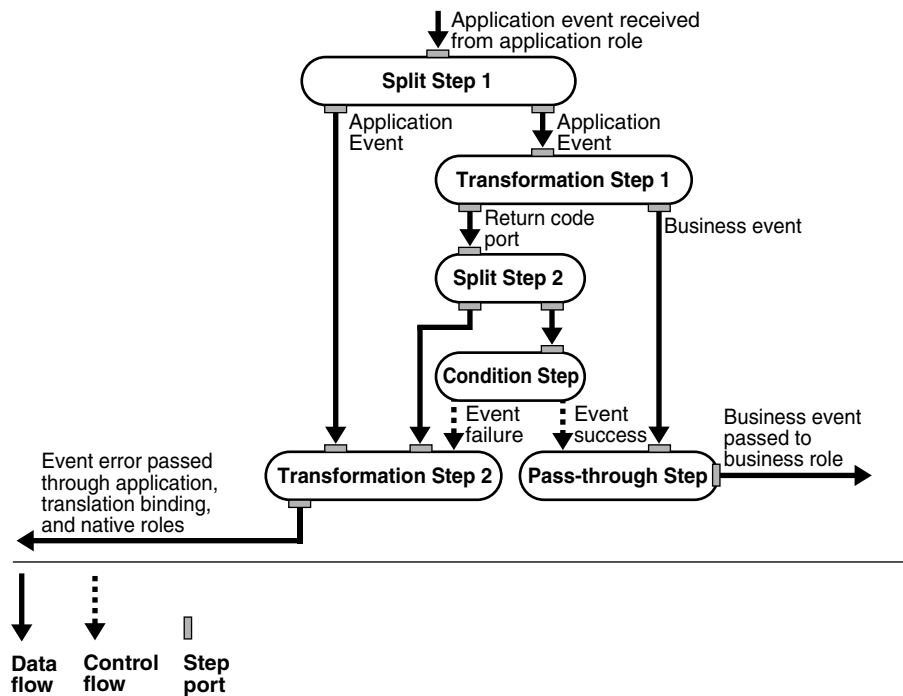 Application event received
from application role
Split Step 1
Application
Event
Application
Event
Transformation Step 1
Return code
port
Business event
Split Step 2
Condition Step
Event
failure
Event
success
Business event
passed to
business role
Event error passed
through application,
translation binding,
and native roles
Transformation Step 2
Pass-through Step
Data
flow
Control
flow
Step
port